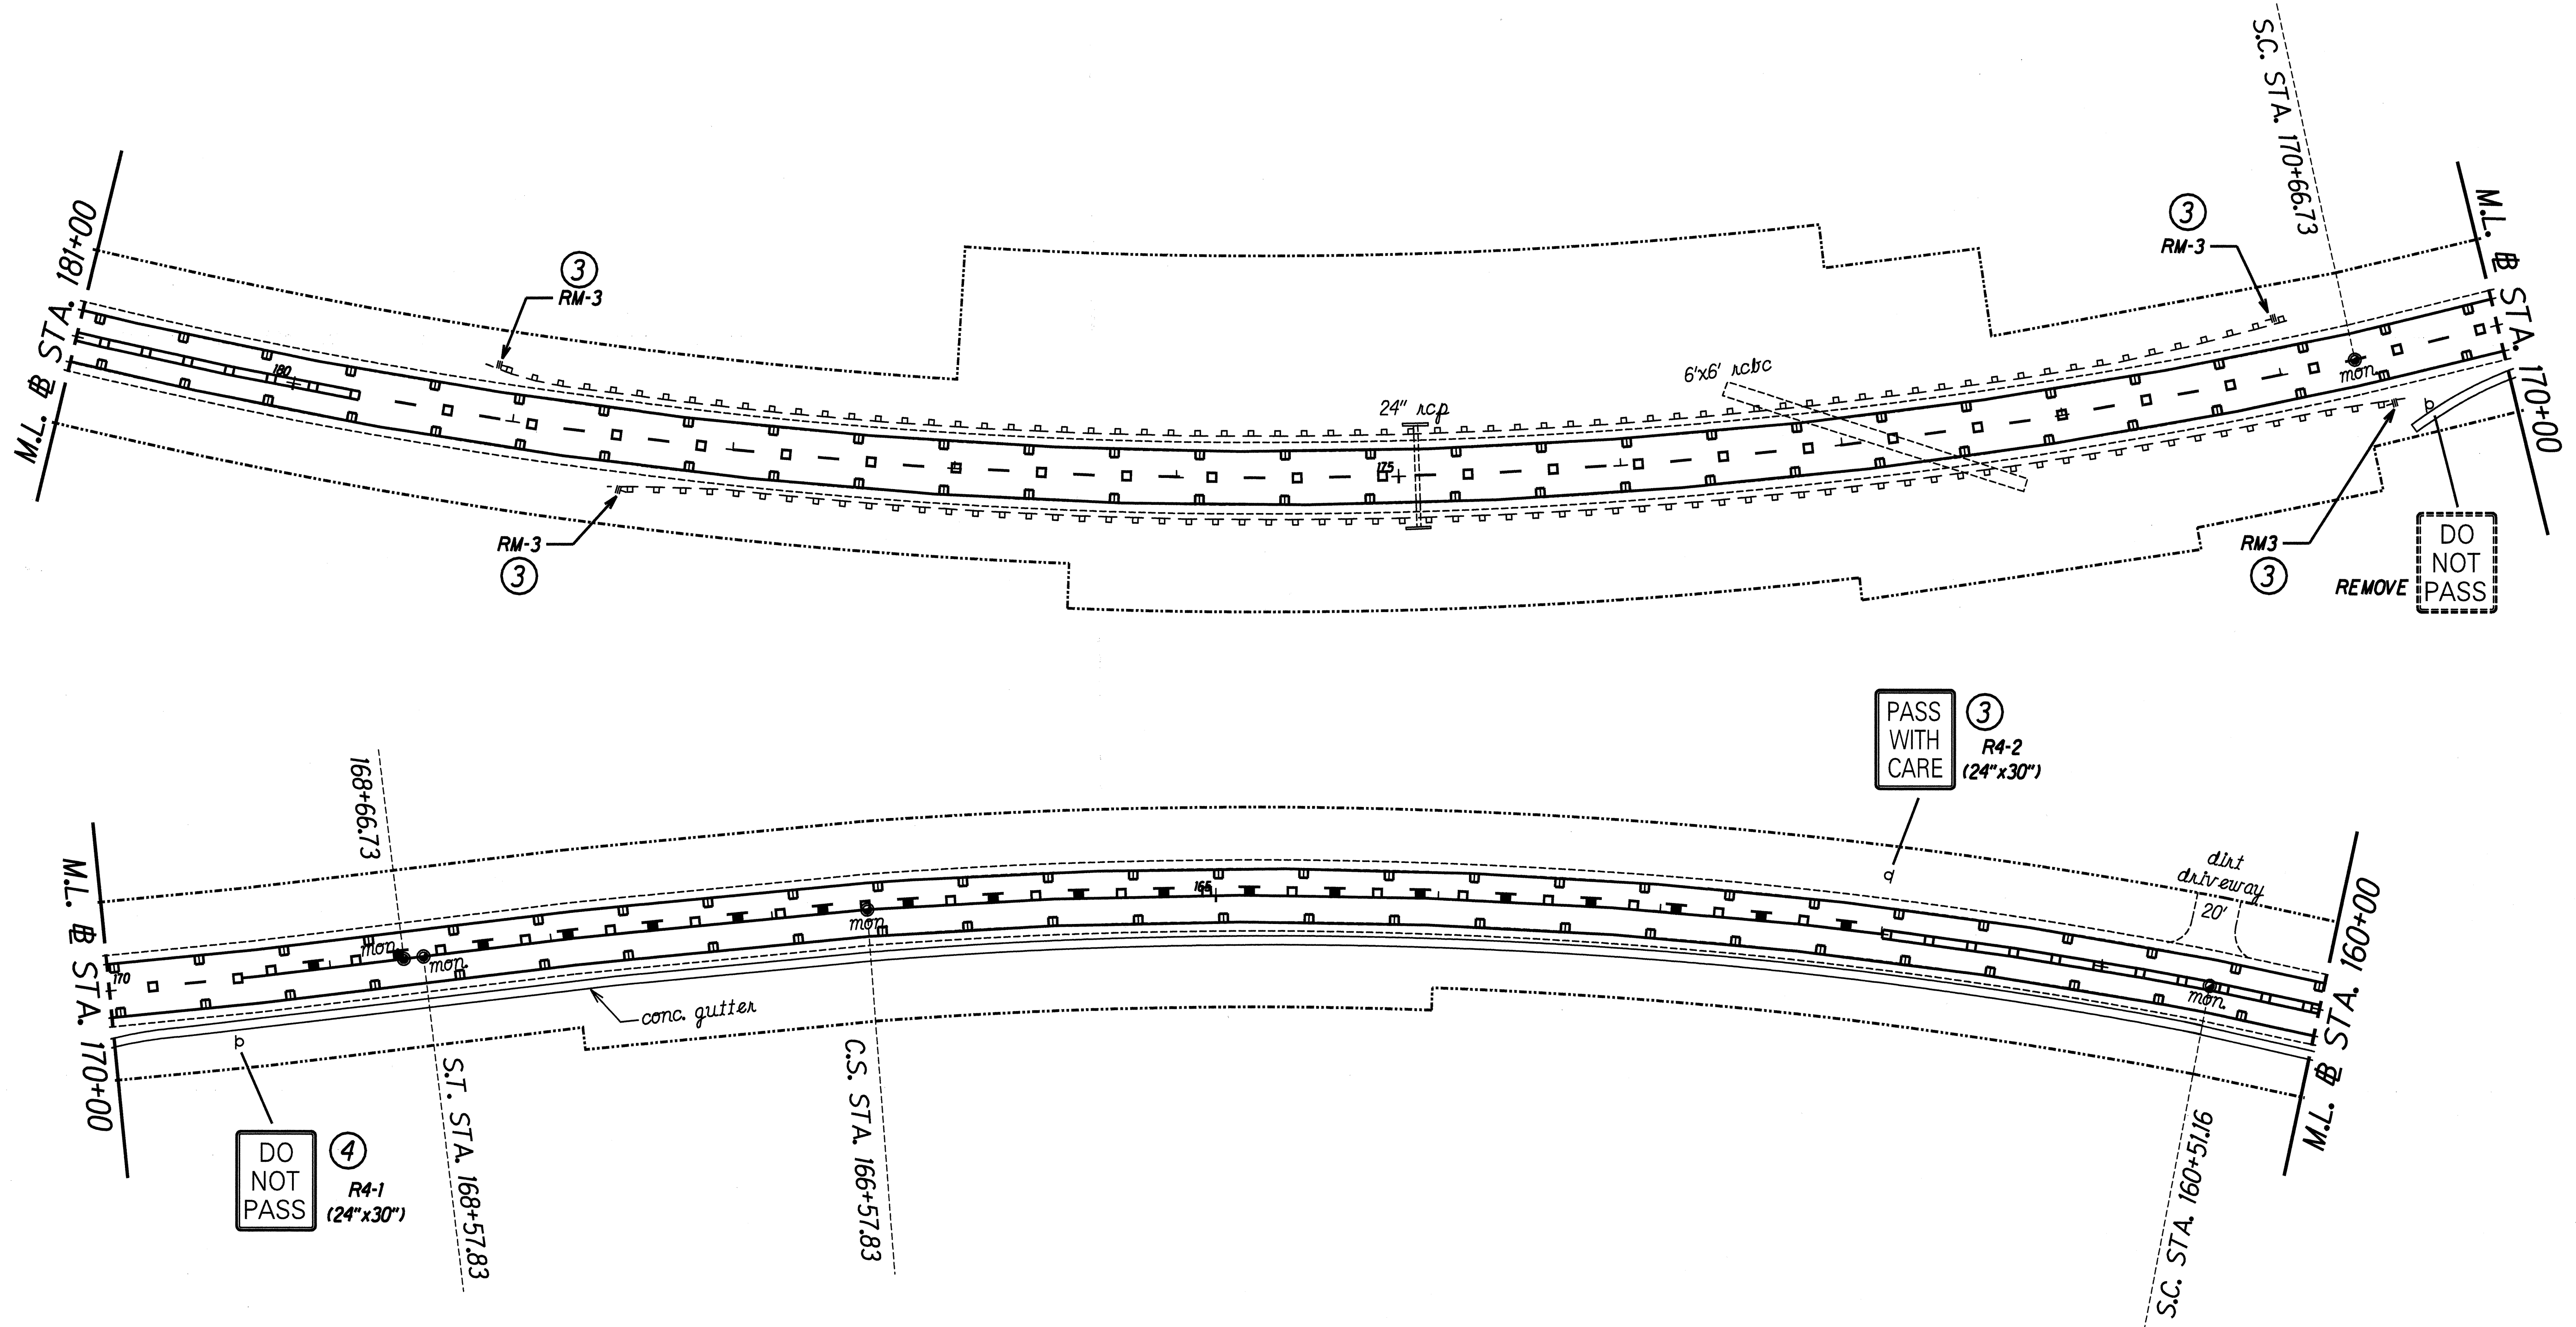 S.C. STA. 170+66.73
M.L. B STA. 181+00
3
RM-3
3
RM-3
M.L. B STA. 170+00
180
175
24" rcp
6'x6' rcbc
mon.
RM-3
3
RM3
3
REMOVE
DO
NOT
PASS
PASS
WITH
CARE
3
R4-2
(24"x30")
168+66.73
M.L. B STA. 170+00
170
mon.
mon.
mon.
165
dirt
driveway
20'
mon.
M.L. B STA. 160+00
conc. gutter
DO
NOT
PASS
4
R4-1
(24"x30")
S.T. STA. 168+57.83
C.S. STA. 166+57.83
S.C. STA. 160+51.16